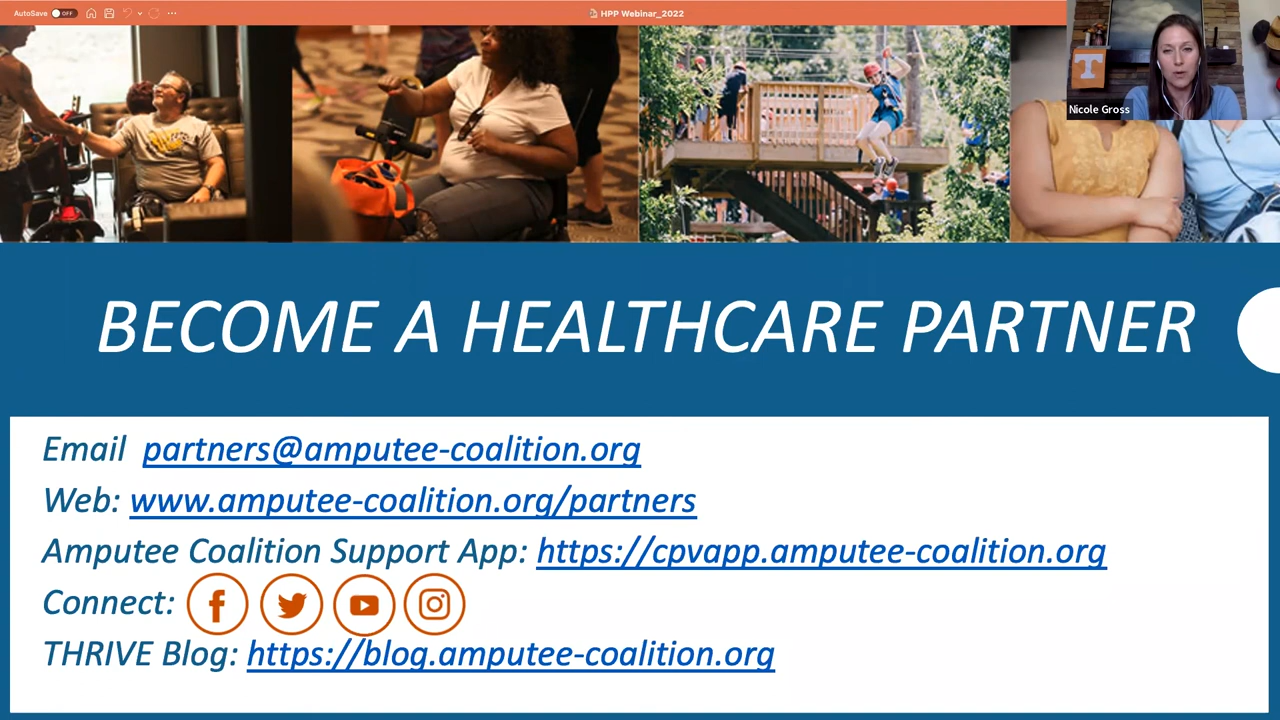 AutoSave OFF
HPP Webinar_2022
T
Nicole Gross
BECOME A HEALTHCARE PARTNER
Email partners@amputee-coalition.org
Web: www.amputee-coalition.org/partners
Amputee Coalition Support App: https://cpvapp.amputee-coalition.org
Connect:
THRIVE Blog: https://blog.amputee-coalition.org